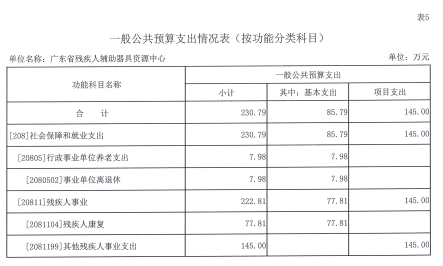 表5
一般公共预算支出情况表（按功能分类科目）
单位名称：广东省残疾人辅助器具资源中心 单位：万元
功能科目名称 一般公共预算支出
小计 其中：基本支出 项目支出
合 计 230.79 85.79 145.00
[208]社会保障和就业支出 230.79 85.79 145.00
[20805]行政事业单位养老支出 7.98 7.98
[2080502]事业单位离退休 7.98 7.98
[20811]残疾人事业 222.81 77.81 145.00
[2081104]残疾人康复 77.81 77.81
[2081199]其他残疾人事业支出 145.00 145.00